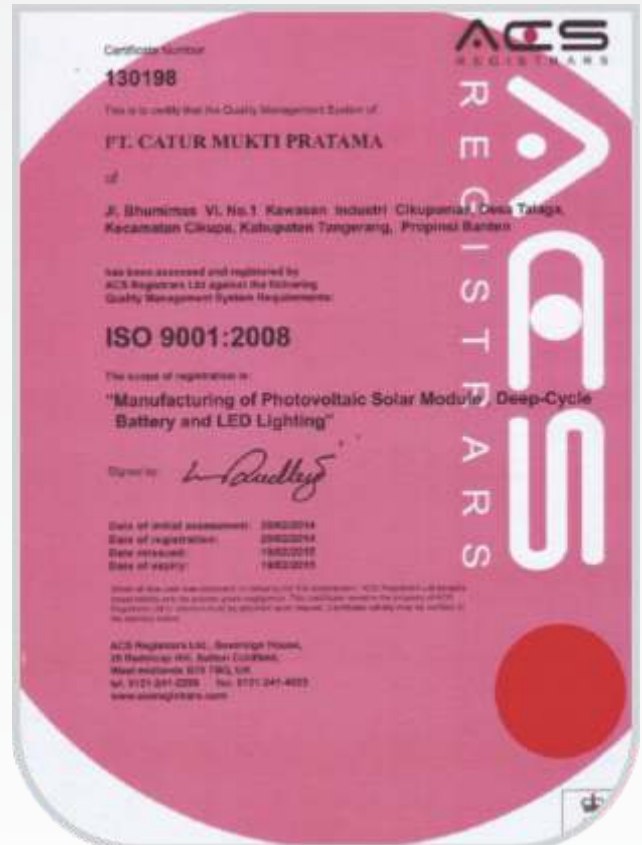 ACS
REGISTRARS
Certificate Number
130198
This is to certify that the Quality Management System of
PT. CATUR MUKTI PRATAMA
of
Jl. Bhumimas VI. No.1 Kawasan Industri Cikupamas, Desa Talaga,
Kecamatan Cikupa, Kabupaten Tangerang, Propinsi Banten
has been assessed and registered by
ACS Registrars Ltd against the following
Quality Management System Requirements:
ISO 9001:2008
The scope of registration is:
"Manufacturing of Photovoltaic Solar Module, Deep-Cycle
Battery and LED Lighting"
Signed by:
Date of initial assessment:
Date of registration:
Date reissued:
Date of expiry:
ACS Registrars Ltd., Sovereign House,
www.acsregistrars.com
ACS
REGISTRARS